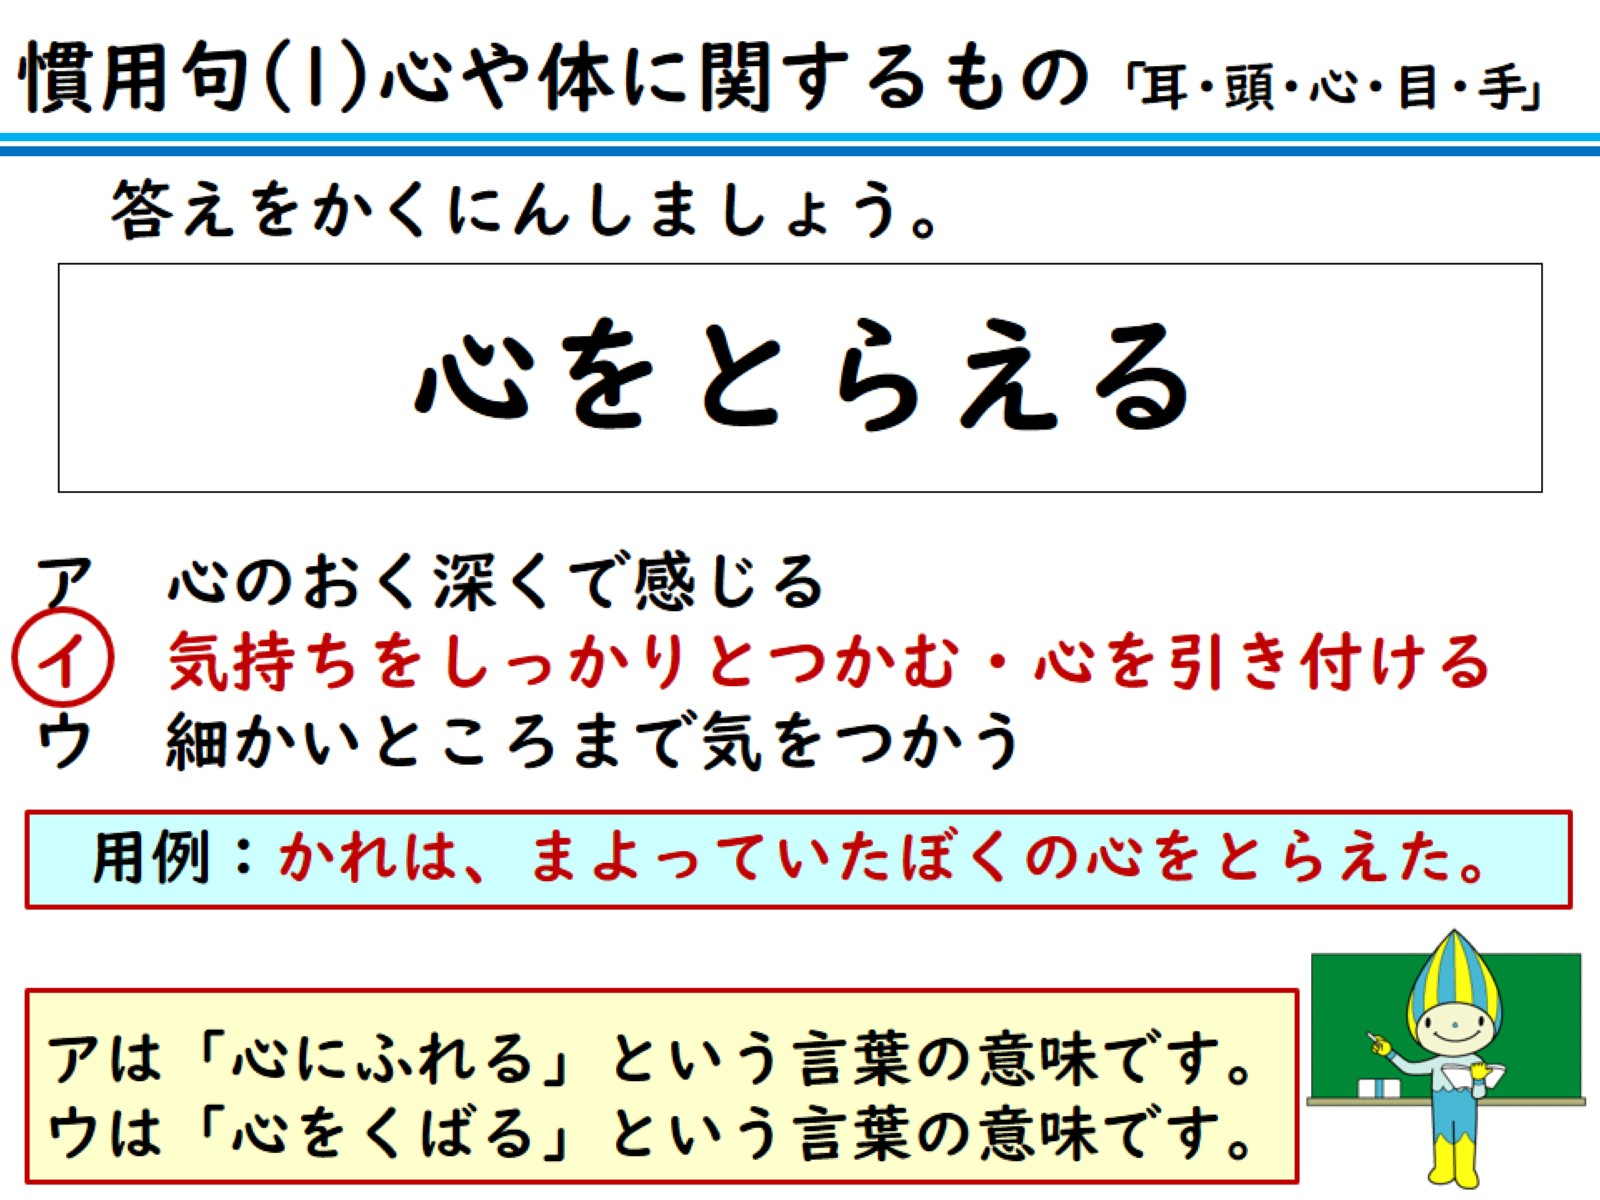 慣用句(1)心や体に関するもの「耳・頭・心・目・手」
答えをかくにんしましょう。
心をとらえる
ア　心のおく深くで感じる
イ　気持ちをしっかりとつかむ・心を引き付ける
ウ　細かいところまで気をつかう
用例：かれは、まよっていたぼくの心をとらえた。
アは「心にふれる」という言葉の意味です。
ウは「心をくばる」という言葉の意味です。